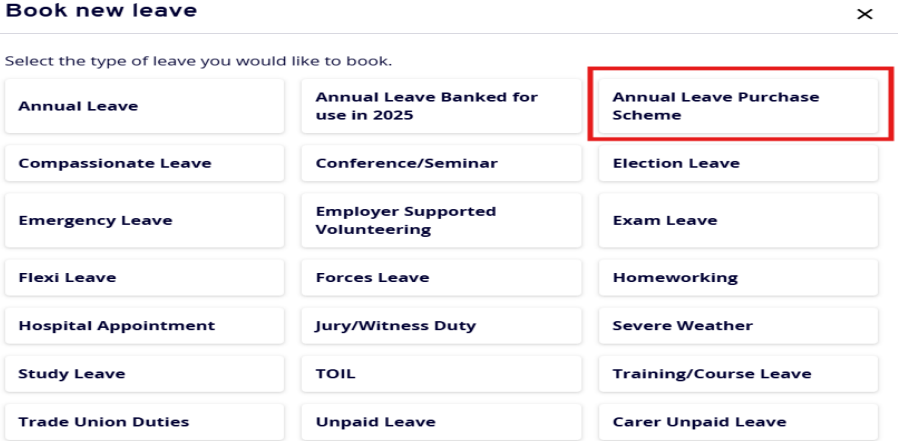 Book new leave
Select the type of leave you would like to book.
Annual Leave
Annual Leave Banked for
use in 2025
Annual Leave Purchase
Scheme
Compassionate Leave
Conference/Seminar
Election Leave
Emergency Leave
Employer Supported
Volunteering
Exam Leave
Flexi Leave
Forces Leave
Homeworking
Hospital Appointment
Jury/Witness Duty
Severe Weather
Study Leave
TOIL
Training/Course Leave
Trade Union Duties
Unpaid Leave
Carer Unpaid Leave